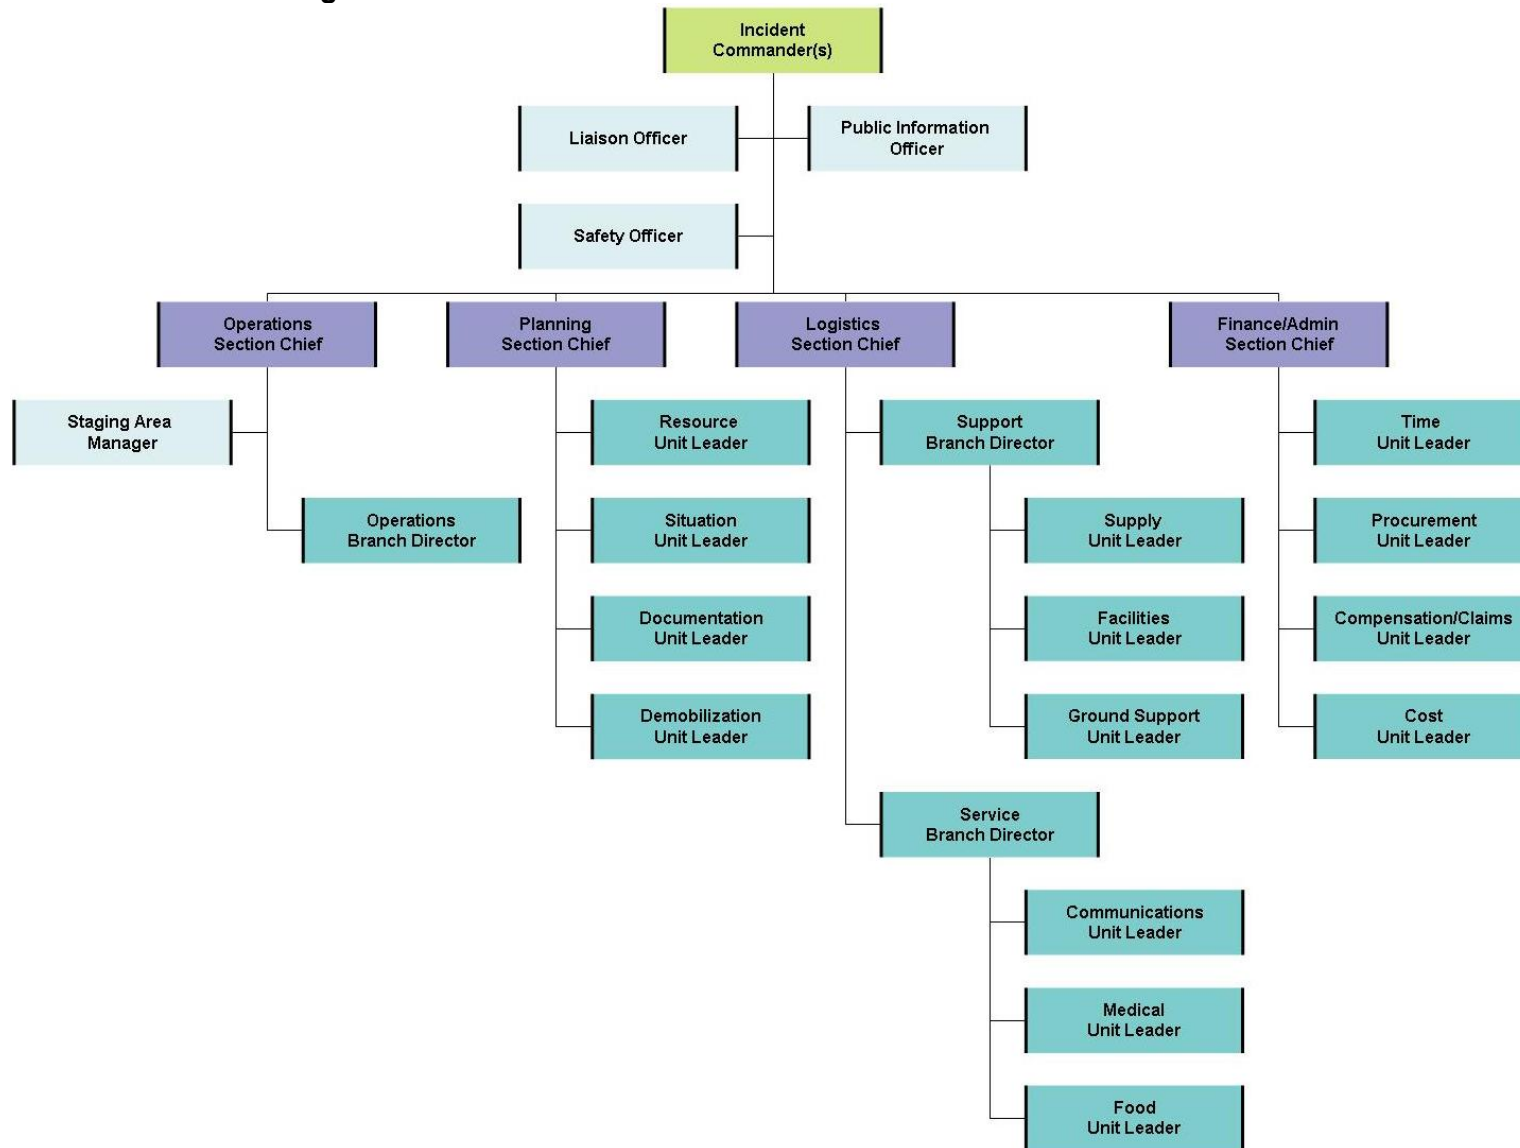 Incident
Commander(s)
Liaison Officer
Public Information
Officer
Safety Officer
Operations
Section Chief
Planning
Section Chief
Logistics
Section Chief
Finance/Admin
Section Chief
Staging Area
Manager
Operations
Branch Director
Resource
Unit Leader
Situation
Unit Leader
Documentation
Unit Leader
Demobilization
Unit Leader
Support
Branch Director
Supply
Unit Leader
Facilities
Unit Leader
Ground Support
Unit Leader
Service
Branch Director
Communications
Unit Leader
Medical
Unit Leader
Food
Unit Leader
Time
Unit Leader
Procurement
Unit Leader
Compensation/Claims
Unit Leader
Cost
Unit Leader